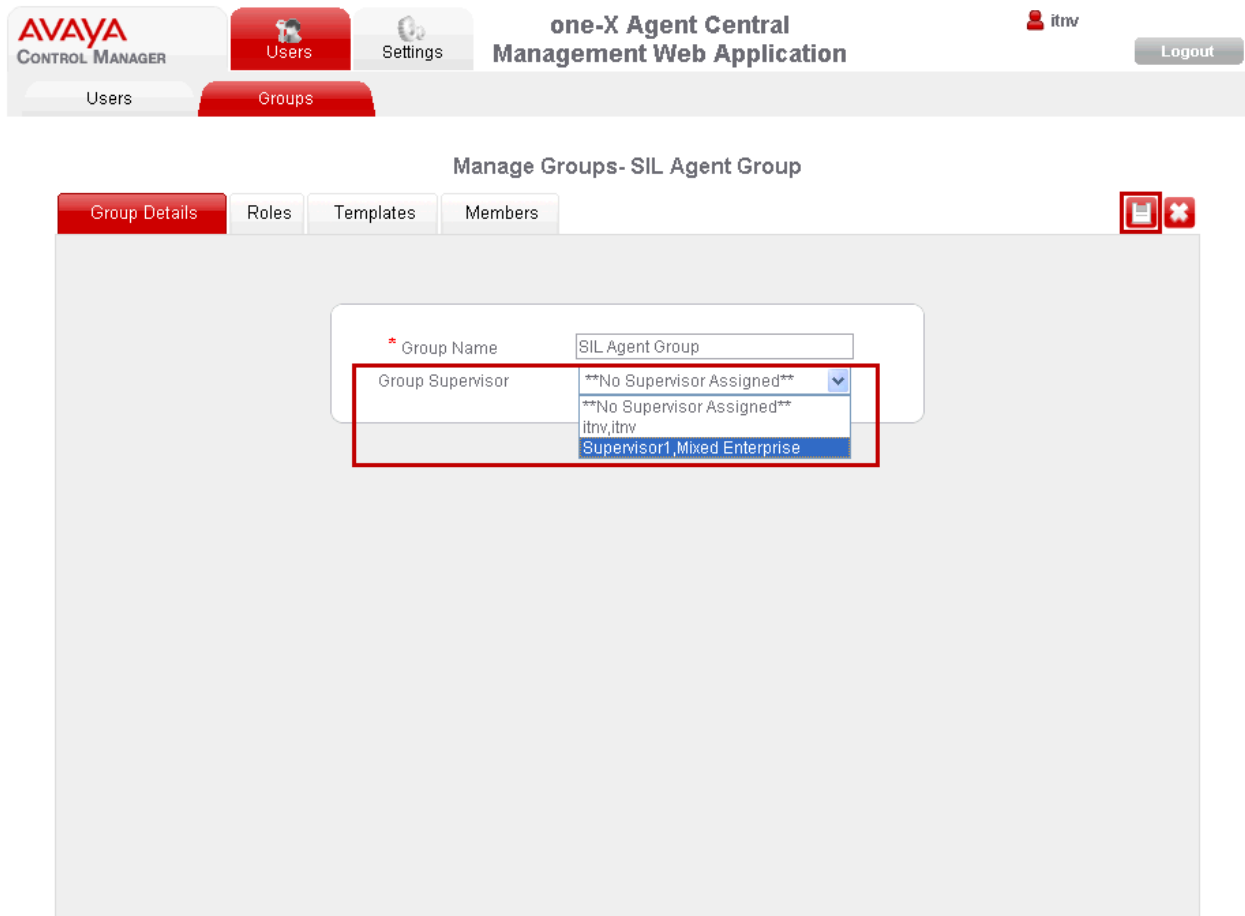 AVAYA
CONTROL MANAGER
Users
Settings
one-X Agent Central
Management Web Application
itnv
Logout
Users
Groups
Manage Groups- SIL Agent Group
Group Details
Roles
Templates
Members
* Group Name
SIL Agent Group
Group Supervisor
**No Supervisor Assigned**
**No Supervisor Assigned**
itnv,itnv
Supervisor1,Mixed Enterprise